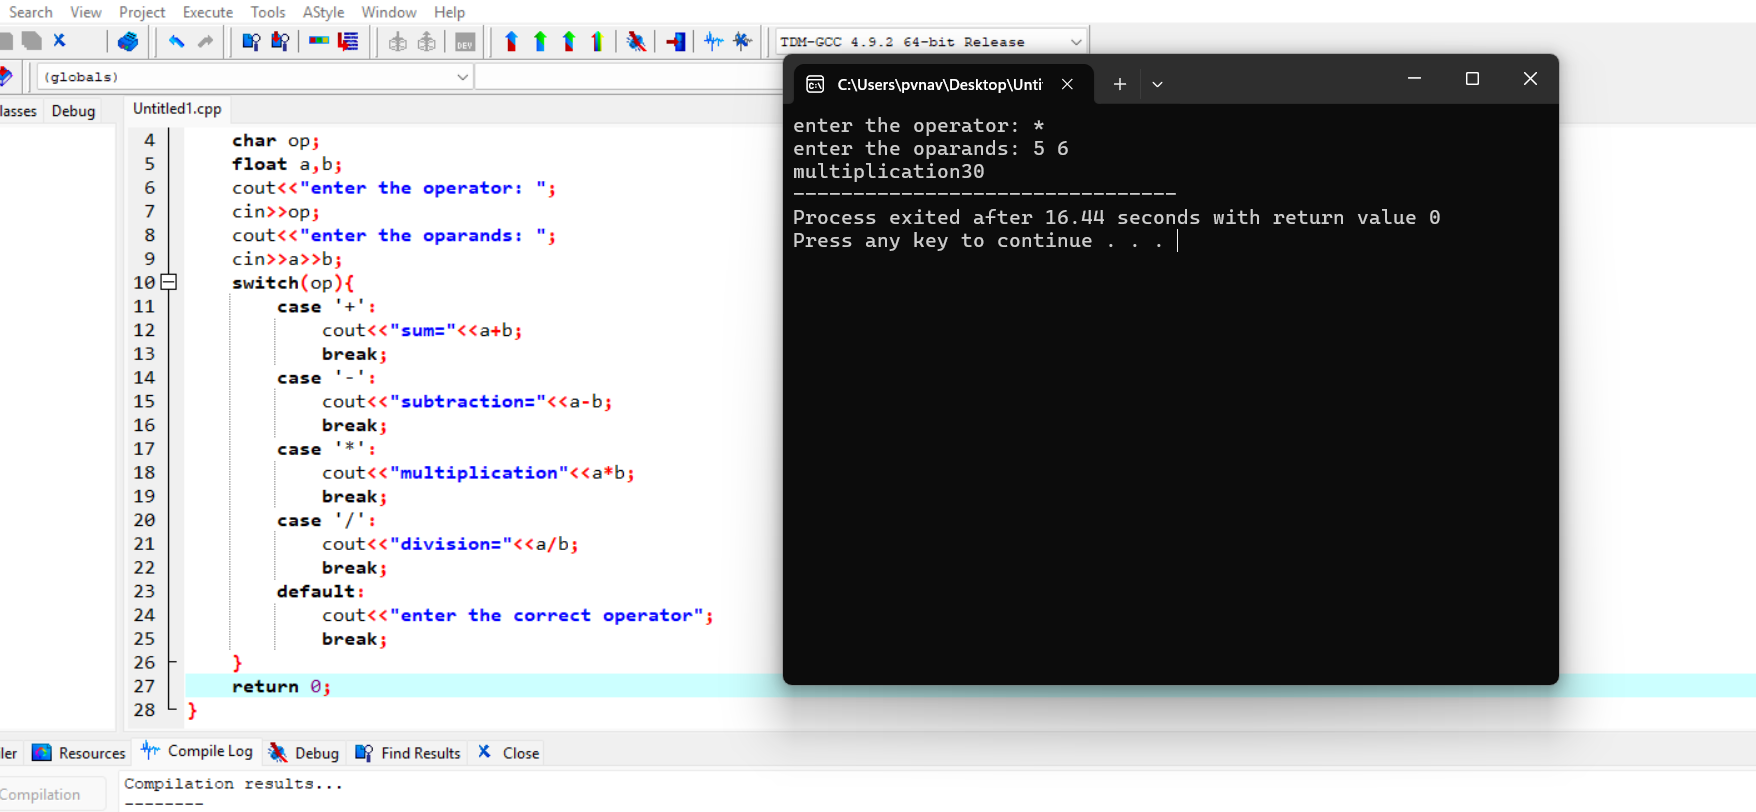 Search View Project Execute Tools AStyle Window Help
TDM-GCC 4.9.2 64-bit Release
(globals)
lasses Debug Untitled1.cpp
4 char op;
5 float a,b;
6 cout<<"enter the operator: ";
7 cin>>op;
8 cout<<"enter the oparands: ";
9 cin>>a>>b;
10 switch(op){
11 case '+':
12 cout<<"sum="<<a+b;
13 break;
14 case '-':
15 cout<<"subtraction="<<a-b;
16 break;
17 case '*':
18 cout<<"multiplication"<<a*b;
19 break;
20 case '/':
21 cout<<"division="<<a/b;
22 break;
23 default:
24 cout<<"enter the correct operator";
25 break;
26 }
27 return 0;
28 }
C:\Users\pvnav\Desktop\Unti
enter the operator: *
enter the oparands: 5 6
multiplication30
--------------------------------
Process exited after 16.44 seconds with return value 0
Press any key to continue . . .
ler Resources Compile Log Debug Find Results Close
Compilation
Compilation results...
--------